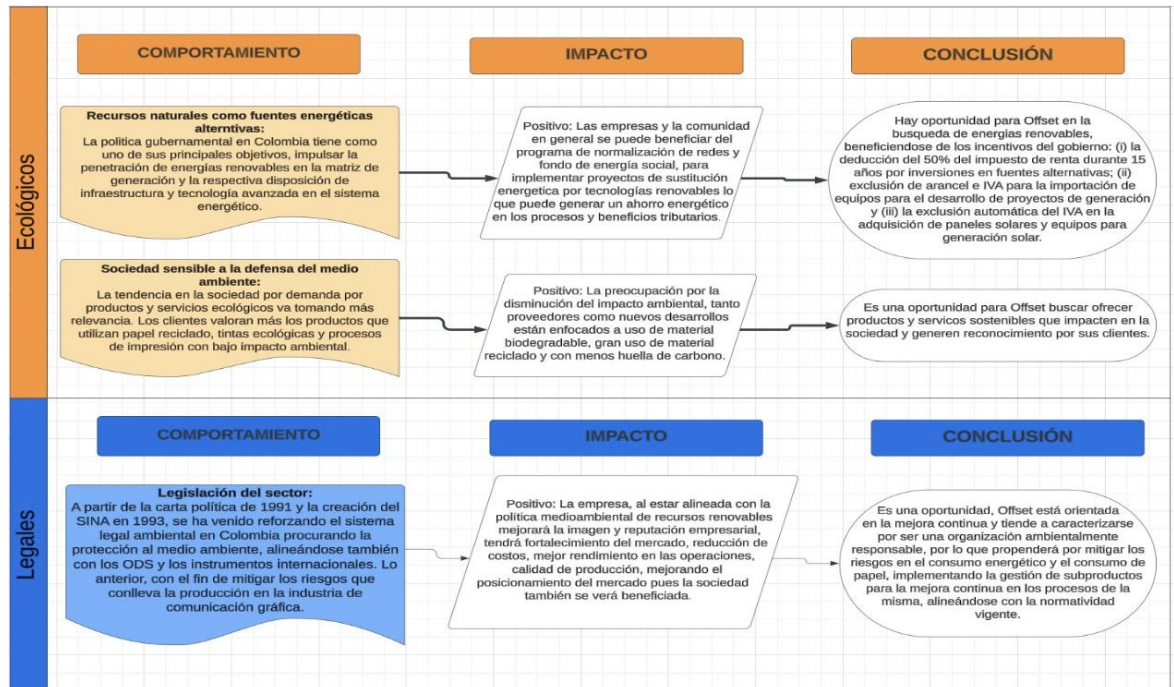 Ecológicos
COMPORTAMIENTO
IMPACTO
CONCLUSIÓN
Recursos naturales como fuentes energéticas
alterntivas:
La politica gubernamental en Colombia tiene como
uno de sus principales objetivos, impulsar la
penetración de energías renovables en la matriz de
generación y la respectiva disposición de
infraestructura y tecnología avanzada en el sistema
energético.
Positivo: Las empresas y la comunidad
en general se puede beneficiar del
programa de normalización de redes y
fondo de energía social, para
implementar proyectos de sustitución
energetica por tecnologías renovables lo
que puede generar un ahorro energético
en los procesos y beneficios tributarios.
Hay oportunidad para Offset en la
busqueda de energias renovables,
beneficiendose de los incentivos del gobierno: (i) la
deducción del 50% del impuesto de renta durante 15
años por inversiones en fuentes alternativas; (ii)
exclusión de arancel e IVA para la importación de
equipos para el desarrollo de proyectos de generación
y (iii) la exclusión automática del IVA en la
adquisición de paneles solares y equipos para
generación solar.
Sociedad sensible a la defensa del medio
ambiente:
La tendencia en la sociedad por demanda por
productos y servicios ecológicos va tomando más
relevancia. Los clientes valoran más los productos que
utilizan papel reciclado, tintas ecológicas y procesos
de impresión con bajo impacto ambiental.
Positivo: La preocupación por la
disminución del impacto ambiental, tanto
proveedores como nuevos desarrollos
están enfocados a uso de material
biodegradable, gran uso de material
reciclado y con menos huella de carbono.
Es una oportunidad para Offset buscar ofrecer
productos y servicos sostenibles que impacten en la
sociedad y generen reconocimiento por sus clientes.
Legales
COMPORTAMIENTO
IMPACTO
CONCLUSIÓN
Legislación del sector:
A partir de la carta política de 1991 y la creación del
SINA en 1993, se ha venido reforzando el sistema
legal ambiental en Colombia procurando la
protección al medio ambiente, alineándose también
con los ODS y los instrumentos internacionales. Lo
anterior, con el fin de mitigar los riesgos que
conlleva la producción en la industria de
comunicación gráfica.
Positivo: La empresa, al estar alineada con la
política medioambiental de recursos renovables
mejorará la imagen y reputación empresarial,
tendrá fortalecimiento del mercado, reducción de
costos, mejor rendimiento en las operaciones,
calidad de producción, mejorando el
posicionamiento del mercado pues la sociedad
también se verá beneficiada.
Es una oportunidad, Offset está orientada
en la mejora continua y tiende a caracterizarse
por ser una organización ambientalmente
responsable, por lo que propenderá por mitigar los
riesgos en el consumo energético y el consumo de
papel, implementando la gestión de subproductos
para la mejora continua en los procesos de la
misma, alineándose con la normatividad
vigente.